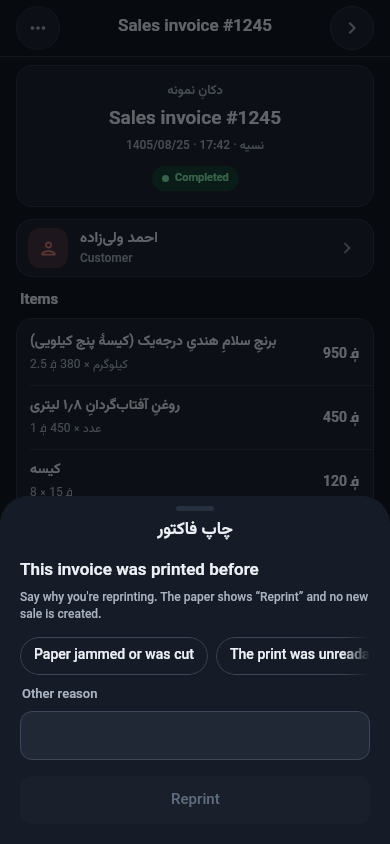 Sales invoice #1245
دکانِ نمونه
Sales invoice #1245
1405/08/25 · 17:42 · نسیه
Completed
احمد ولی‌زاده
Customer
Items
برنجِ سلامِ هندیِ درجه‌یک (کیسهٔ پنج کیلویی)
950 ؋
2.5 کیلوگرم × 380 ؋
روغنِ آفتاب‌گردانِ ۱٫۸ لیتری
450 ؋
1 عدد × 450 ؋
کیسه
120 ؋
8 × 15 ؋
چاپ فاکتور
This invoice was printed before
Say why you're reprinting. The paper shows “Reprint” and no new
sale is created.
Paper jammed or was cut
The print was unreada
Other reason
Reprint